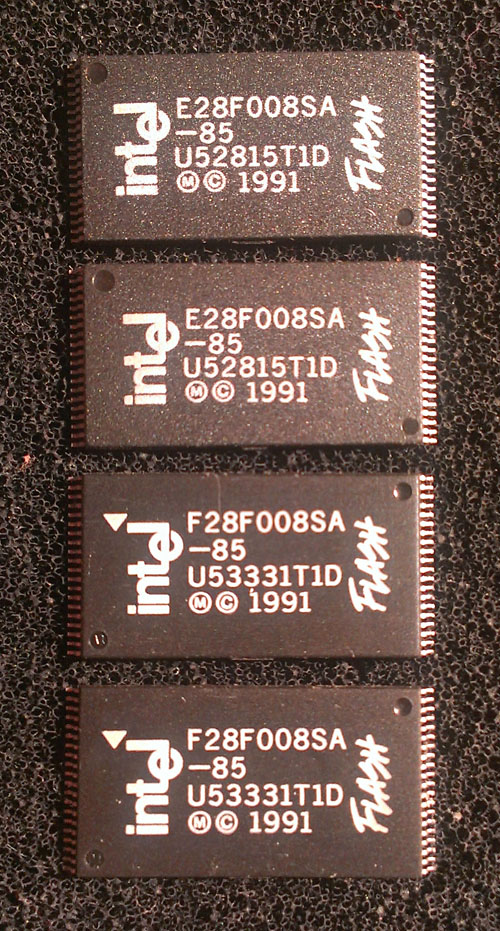 intel
E28F008SA
-85
U52815T1D
Ⓜ © 1991
FLASH
intel
E28F008SA
-85
U52815T1D
Ⓜ © 1991
FLASH
intel
F28F008SA
-85
U53331T1D
Ⓜ © 1991
FLASH
intel
F28F008SA
-85
U53331T1D
Ⓜ © 1991
FLASH